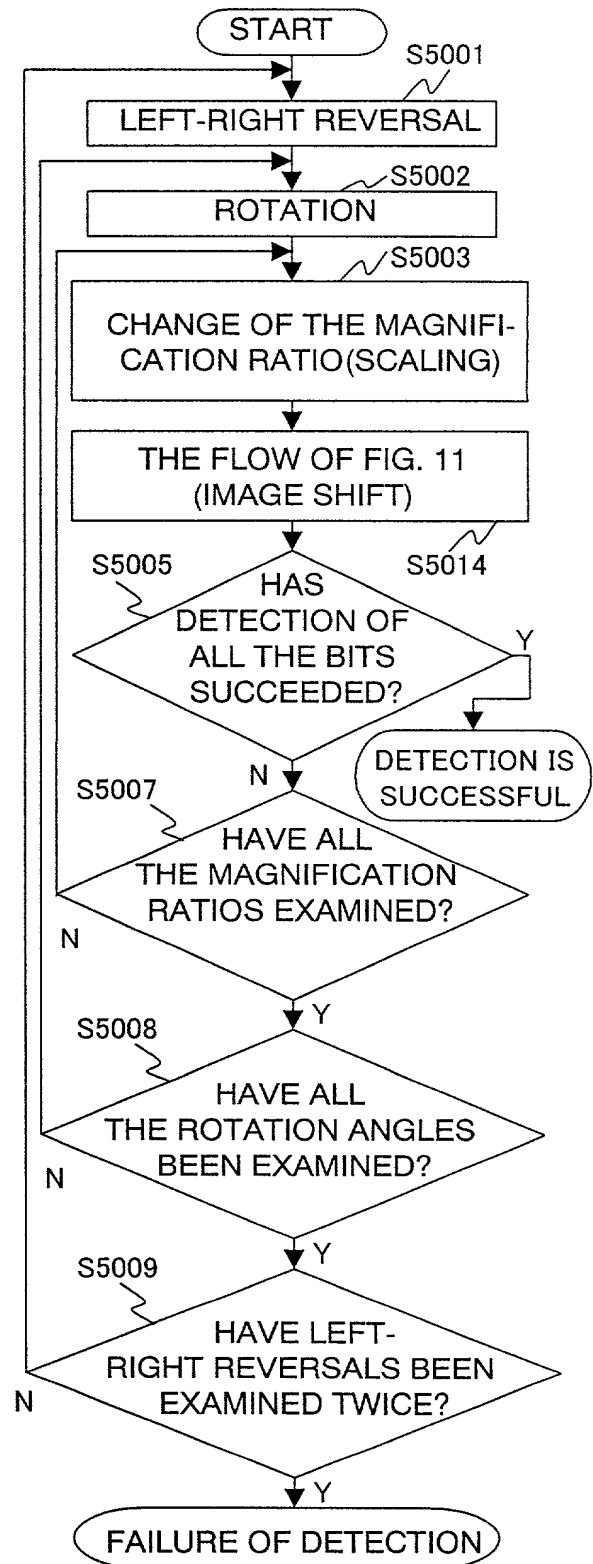 START
S5001
LEFT-RIGHT REVERSAL
S5002
ROTATION
S5003
CHANGE OF THE MAGNIFI-
CATION RATIO(SCALING)
THE FLOW OF FIG. 11
(IMAGE SHIFT)
S5014
S5005
HAS
DETECTION OF
ALL THE BITS
SUCCEEDED?
Y
N
DETECTION IS
SUCCESSFUL
S5007
HAVE ALL
THE MAGNIFICATION
RATIOS EXAMINED?
N
Y
S5008
HAVE ALL
THE ROTATION ANGLES
BEEN EXAMINED?
N
Y
S5009
HAVE LEFT-
RIGHT REVERSALS BEEN
EXAMINED TWICE?
N
Y
FAILURE OF DETECTION